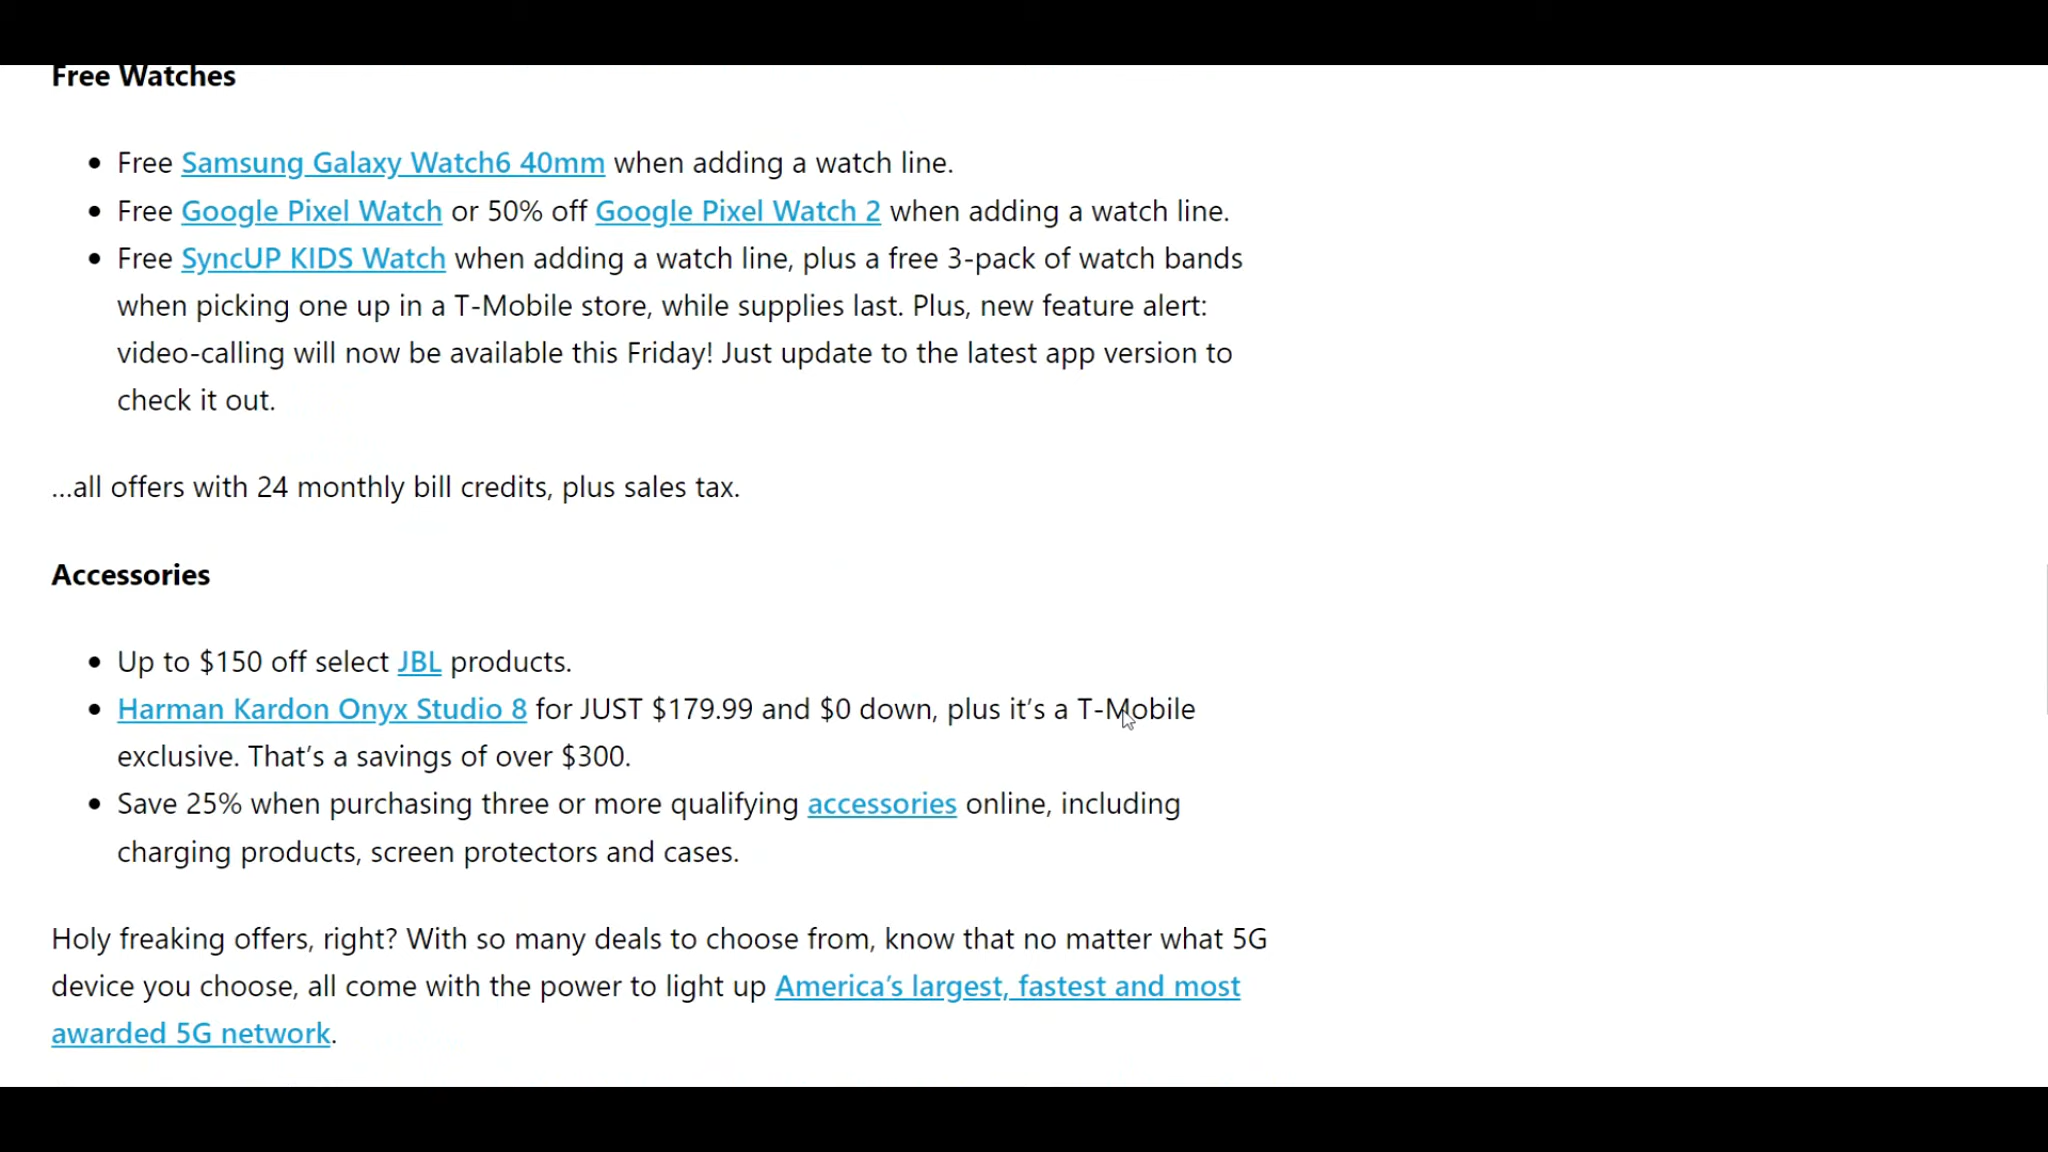 Free Watches
• Free Samsung Galaxy Watch6 40mm when adding a watch line.
• Free Google Pixel Watch or 50% off Google Pixel Watch 2 when adding a watch line.
• Free SyncUP KIDS Watch when adding a watch line, plus a free 3-pack of watch bands
when picking one up in a T-Mobile store, while supplies last. Plus, new feature alert:
video-calling will now be available this Friday! Just update to the latest app version to
check it out.
…all offers with 24 monthly bill credits, plus sales tax.
Accessories
• Up to $150 off select JBL products.
• Harman Kardon Onyx Studio 8 for JUST $179.99 and $0 down, plus it’s a T-Mobile
exclusive. That’s a savings of over $300.
• Save 25% when purchasing three or more qualifying accessories online, including
charging products, screen protectors and cases.
Holy freaking offers, right? With so many deals to choose from, know that no matter what 5G
device you choose, all come with the power to light up America’s largest, fastest and most
awarded 5G network.